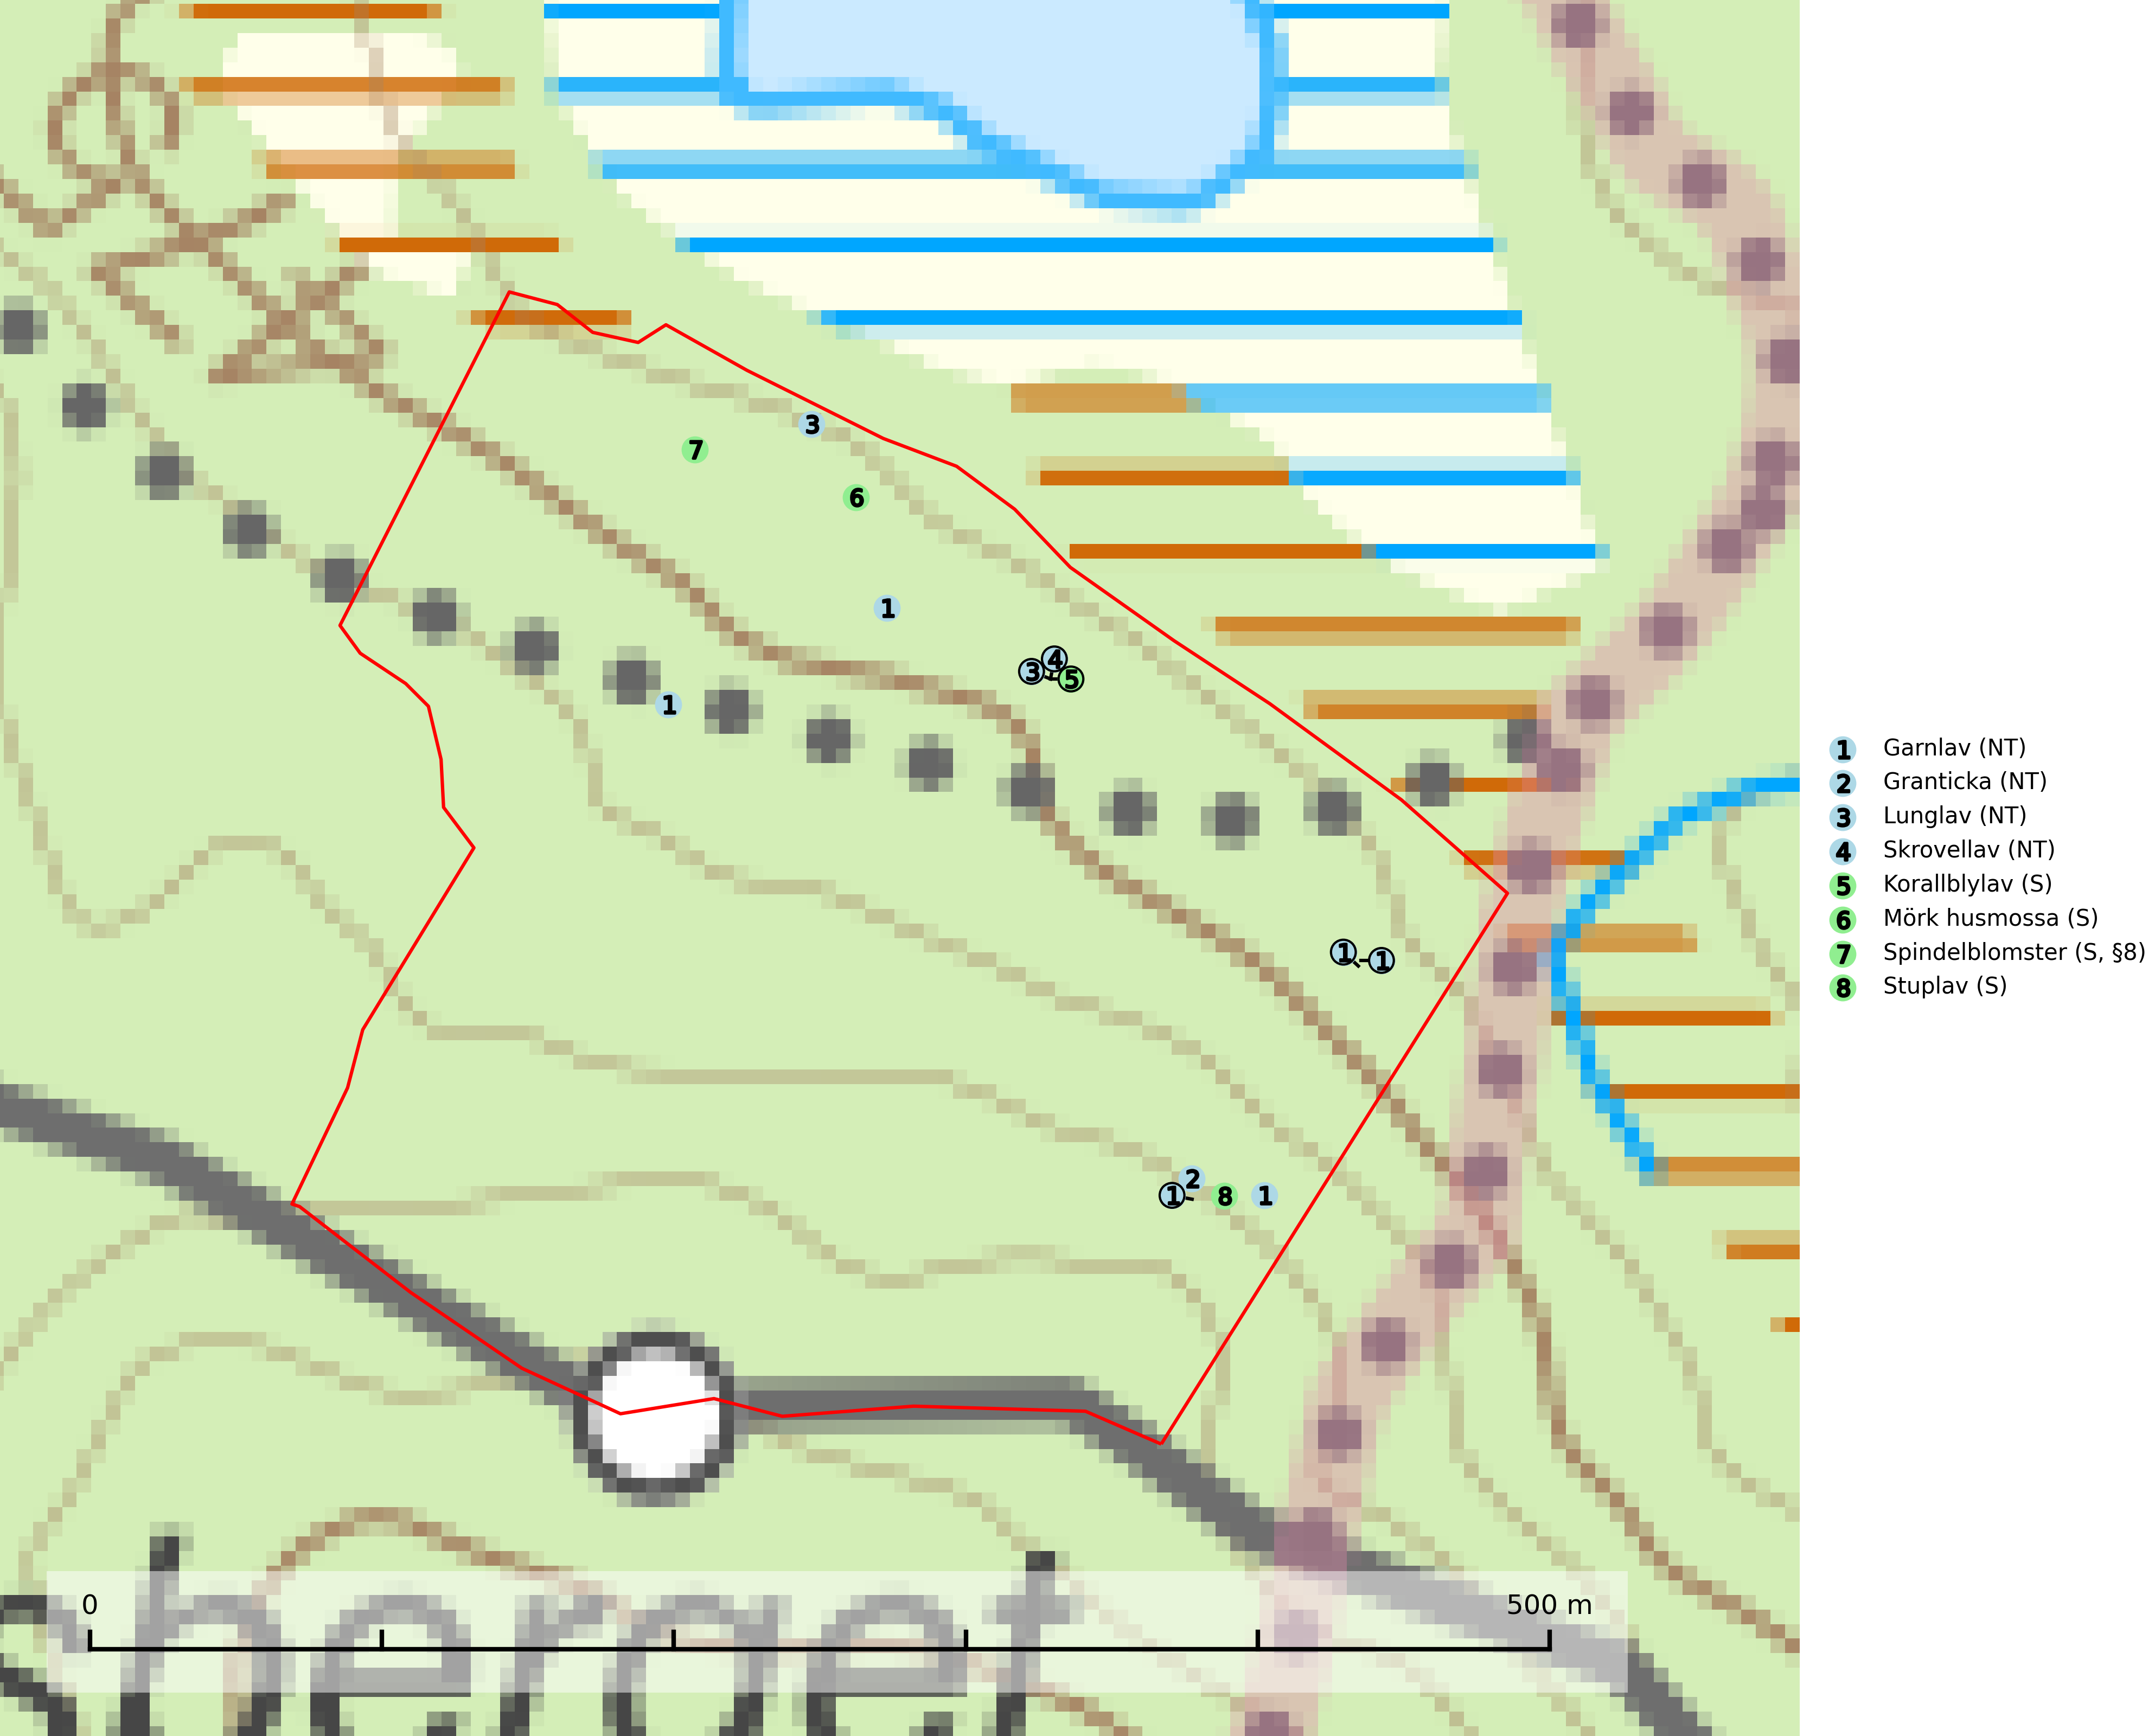 3
7
6
1
3 4 5
1
1 1
2
1 8 1
1 Garnlav (NT)
2 Granticka (NT)
3 Lunglav (NT)
4 Skrovellav (NT)
5 Korallblylav (S)
6 Mörk husmossa (S)
7 Spindelblomster (S, §8)
8 Stuplav (S)
0 500 m